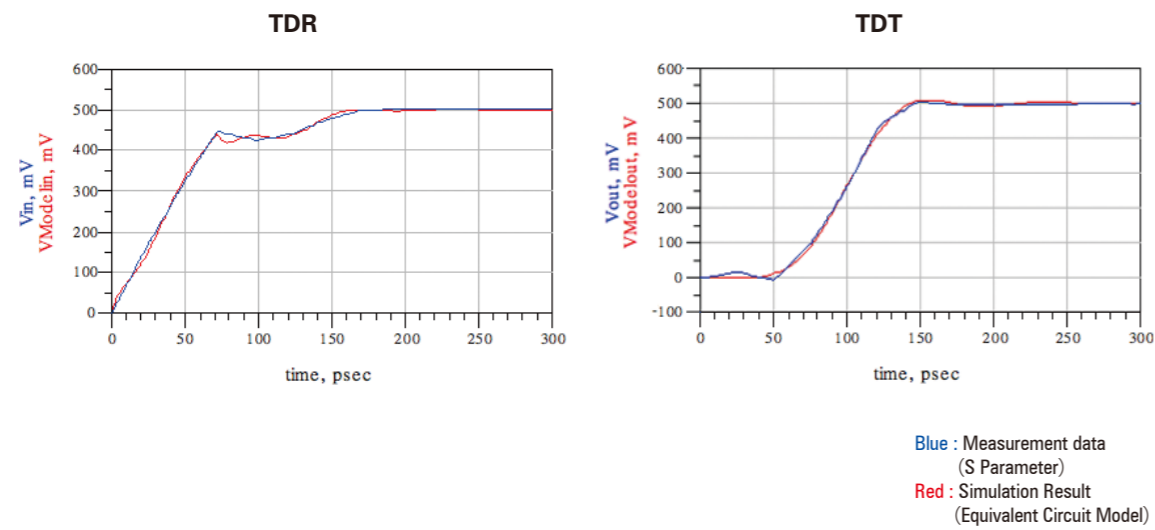 TDR
TDT
600
500
400
300
200
100
0
0 50 100 150 200 250 300
time, psec
Vin, mV
VModelin, mV
600
500
400
300
200
100
0
-100
0 50 100 150 200 250 300
time, psec
Vout, mV
VModelout, mV
Blue : Measurement data
（S Parameter）
Red : Simulation Result
（Equivalent Circuit Model）